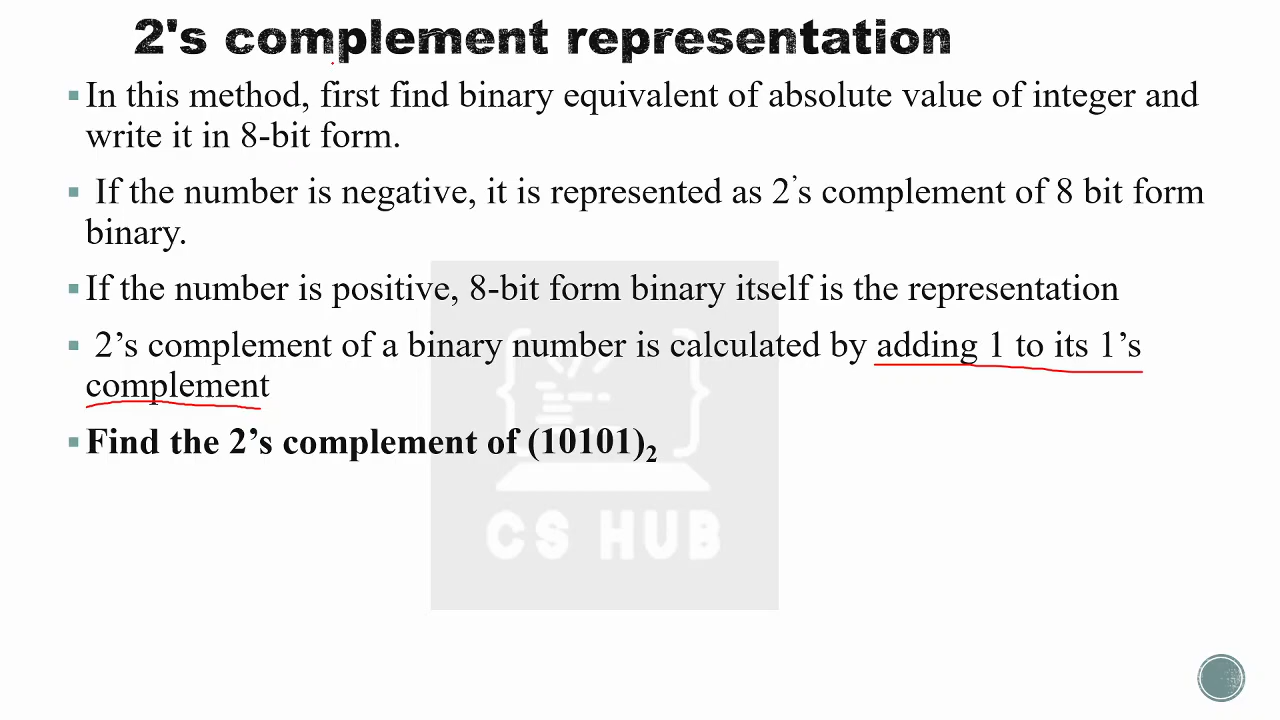 2's complement representation
▪ In this method, first find binary equivalent of absolute value of integer and
write it in 8-bit form.
▪ If the number is negative, it is represented as 2's complement of 8 bit form
binary.
▪ If the number is positive, 8-bit form binary itself is the representation
▪ 2’s complement of a binary number is calculated by adding 1 to its 1’s
complement
▪ Find the 2’s complement of (10101)₂
CS HUB